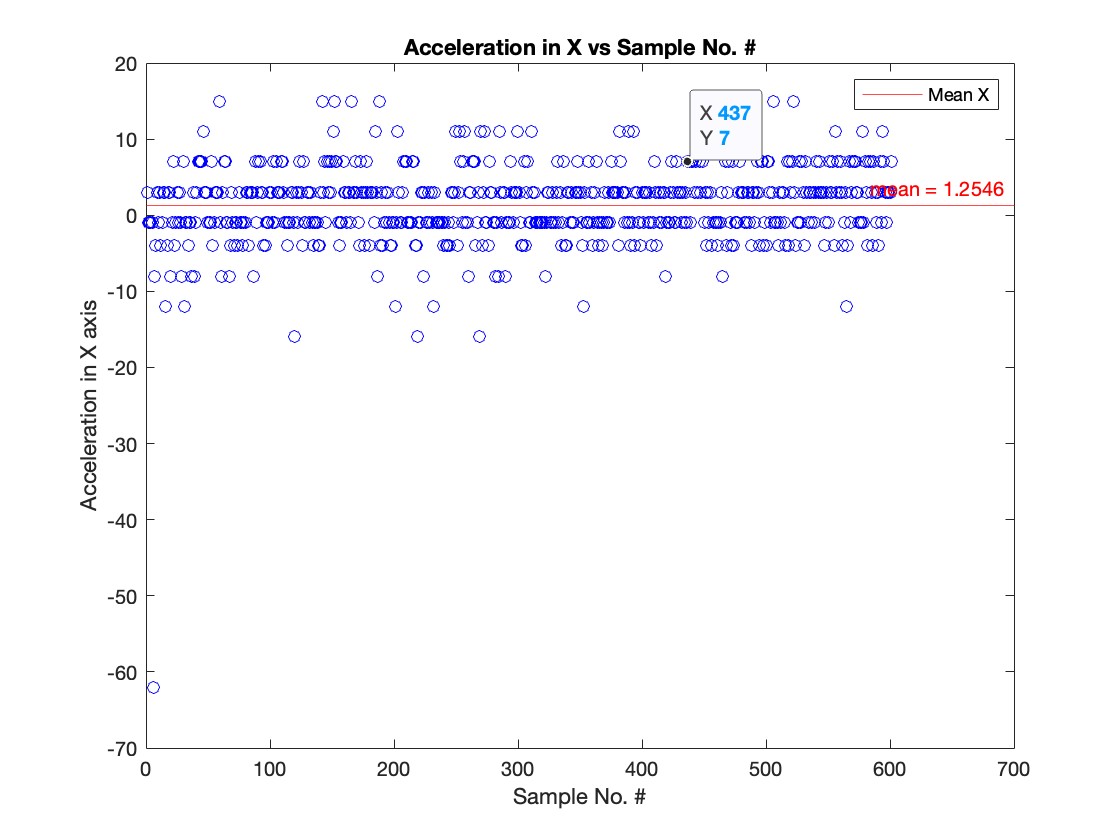 Acceleration in X vs Sample No. #
20
10
0
-10
-20
-30
-40
-50
-60
-70
Acceleration in X axis
Mean X
X 437
Y 7
mean = 1.2546
0 100 200 300 400 500 600 700
Sample No. #